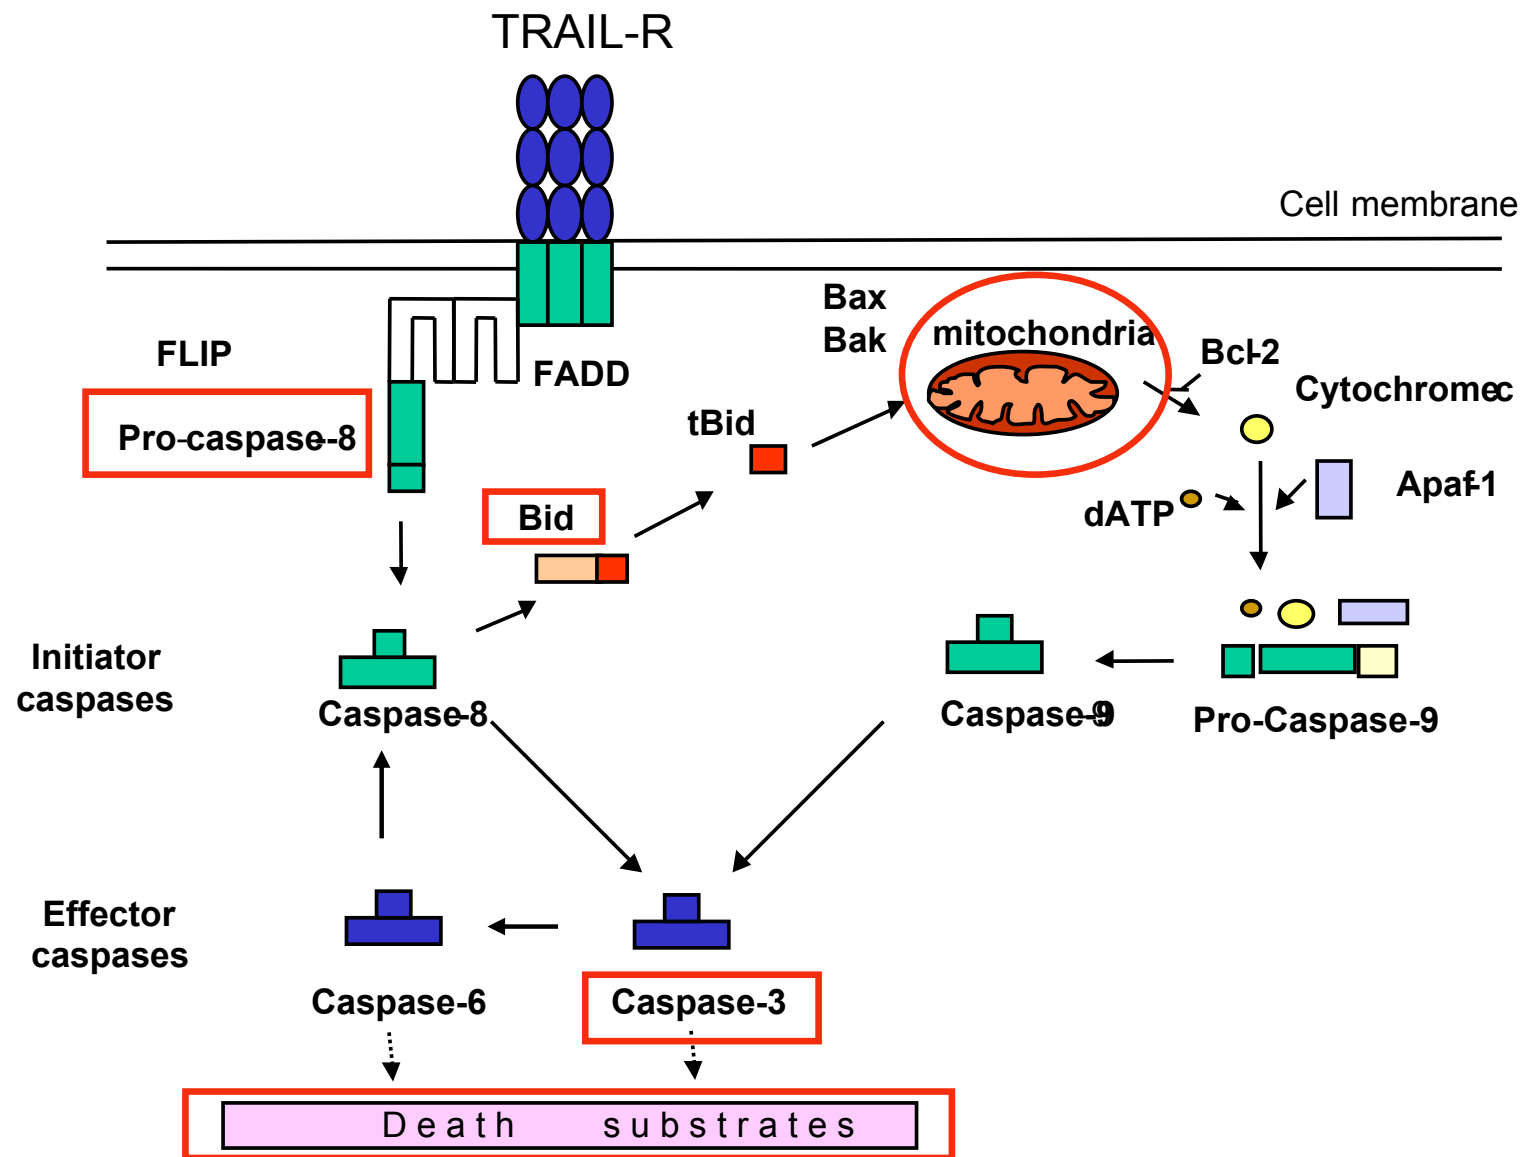 TRAIL-R
Cell membrane
Bax
Bak
mitochondria
Bcl-2
FLIP
FADD
Cytochrome c
Pro-caspase-8
tBid
Apaf-1
dATP
Bid
Initiator
caspases
Caspase-8
Caspase-9
Pro-Caspase-9
Effector
caspases
Caspase-6
Caspase-3
Death substrates